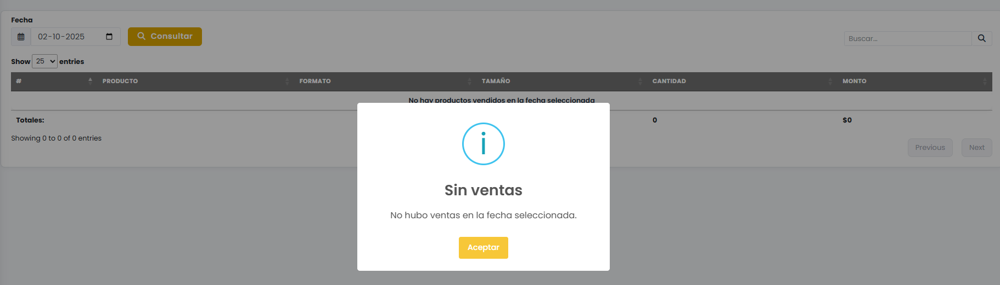 Fecha
02-10-2025
Consultar
Buscar...
Show 25 entries
# PRODUCTO FORMATO TAMAÑO CANTIDAD MONTO
No hay productos vendidos en la fecha seleccionada
Totales: 0 $0
Showing 0 to 0 of 0 entries
Previous Next
i
Sin ventas
No hubo ventas en la fecha seleccionada.
Aceptar